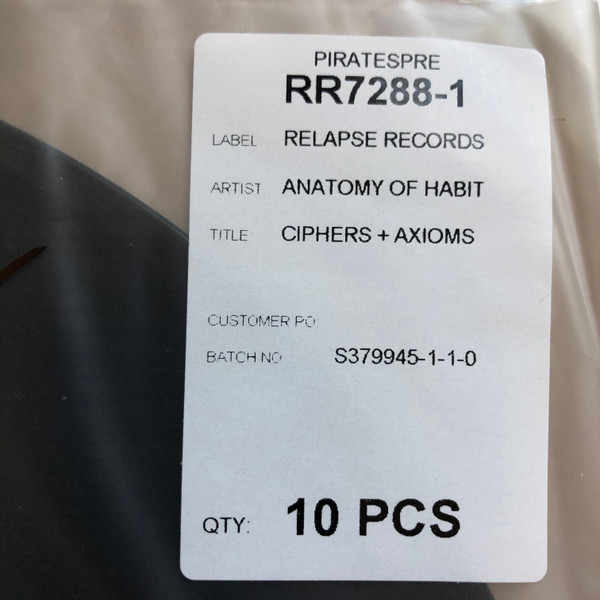 PIRATESPRE
RR7288-1
LABEL RELAPSE RECORDS
ARTIST ANATOMY OF HABIT
TITLE CIPHERS + AXIOMS
CUSTOMER PO
BATCH NO S379945-1-1-0
QTY: 10 PCS